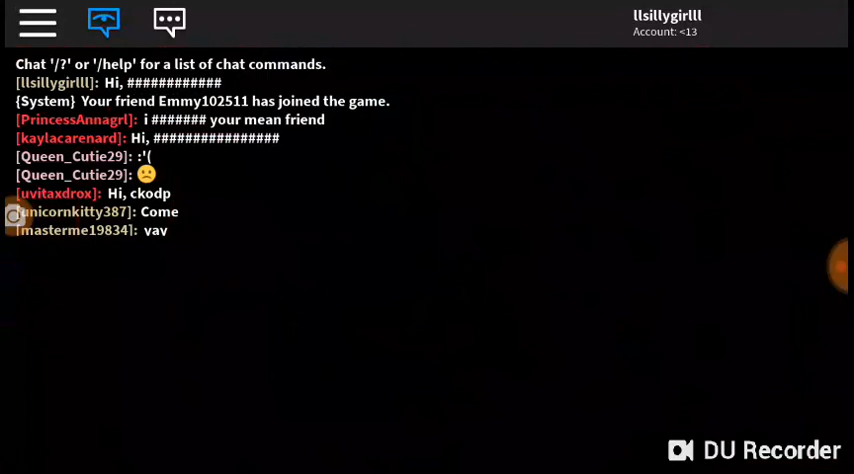 llsillygirlll
Account: <13
Chat '/?' or '/help' for a list of chat commands.
[llsillygirlll]: Hi, ############
{System} Your friend Emmy102511 has joined the game.
[PrincessAnnagrl]: i ####### your mean friend
[kaylacarenard]: Hi, ################
[Queen_Cutie29]: :'(
[Queen_Cutie29]: 🙁
[uvitaxdrox]: Hi, ckodp
[unicornkitty387]: Come
[masterme19834]: yay
DU Recorder